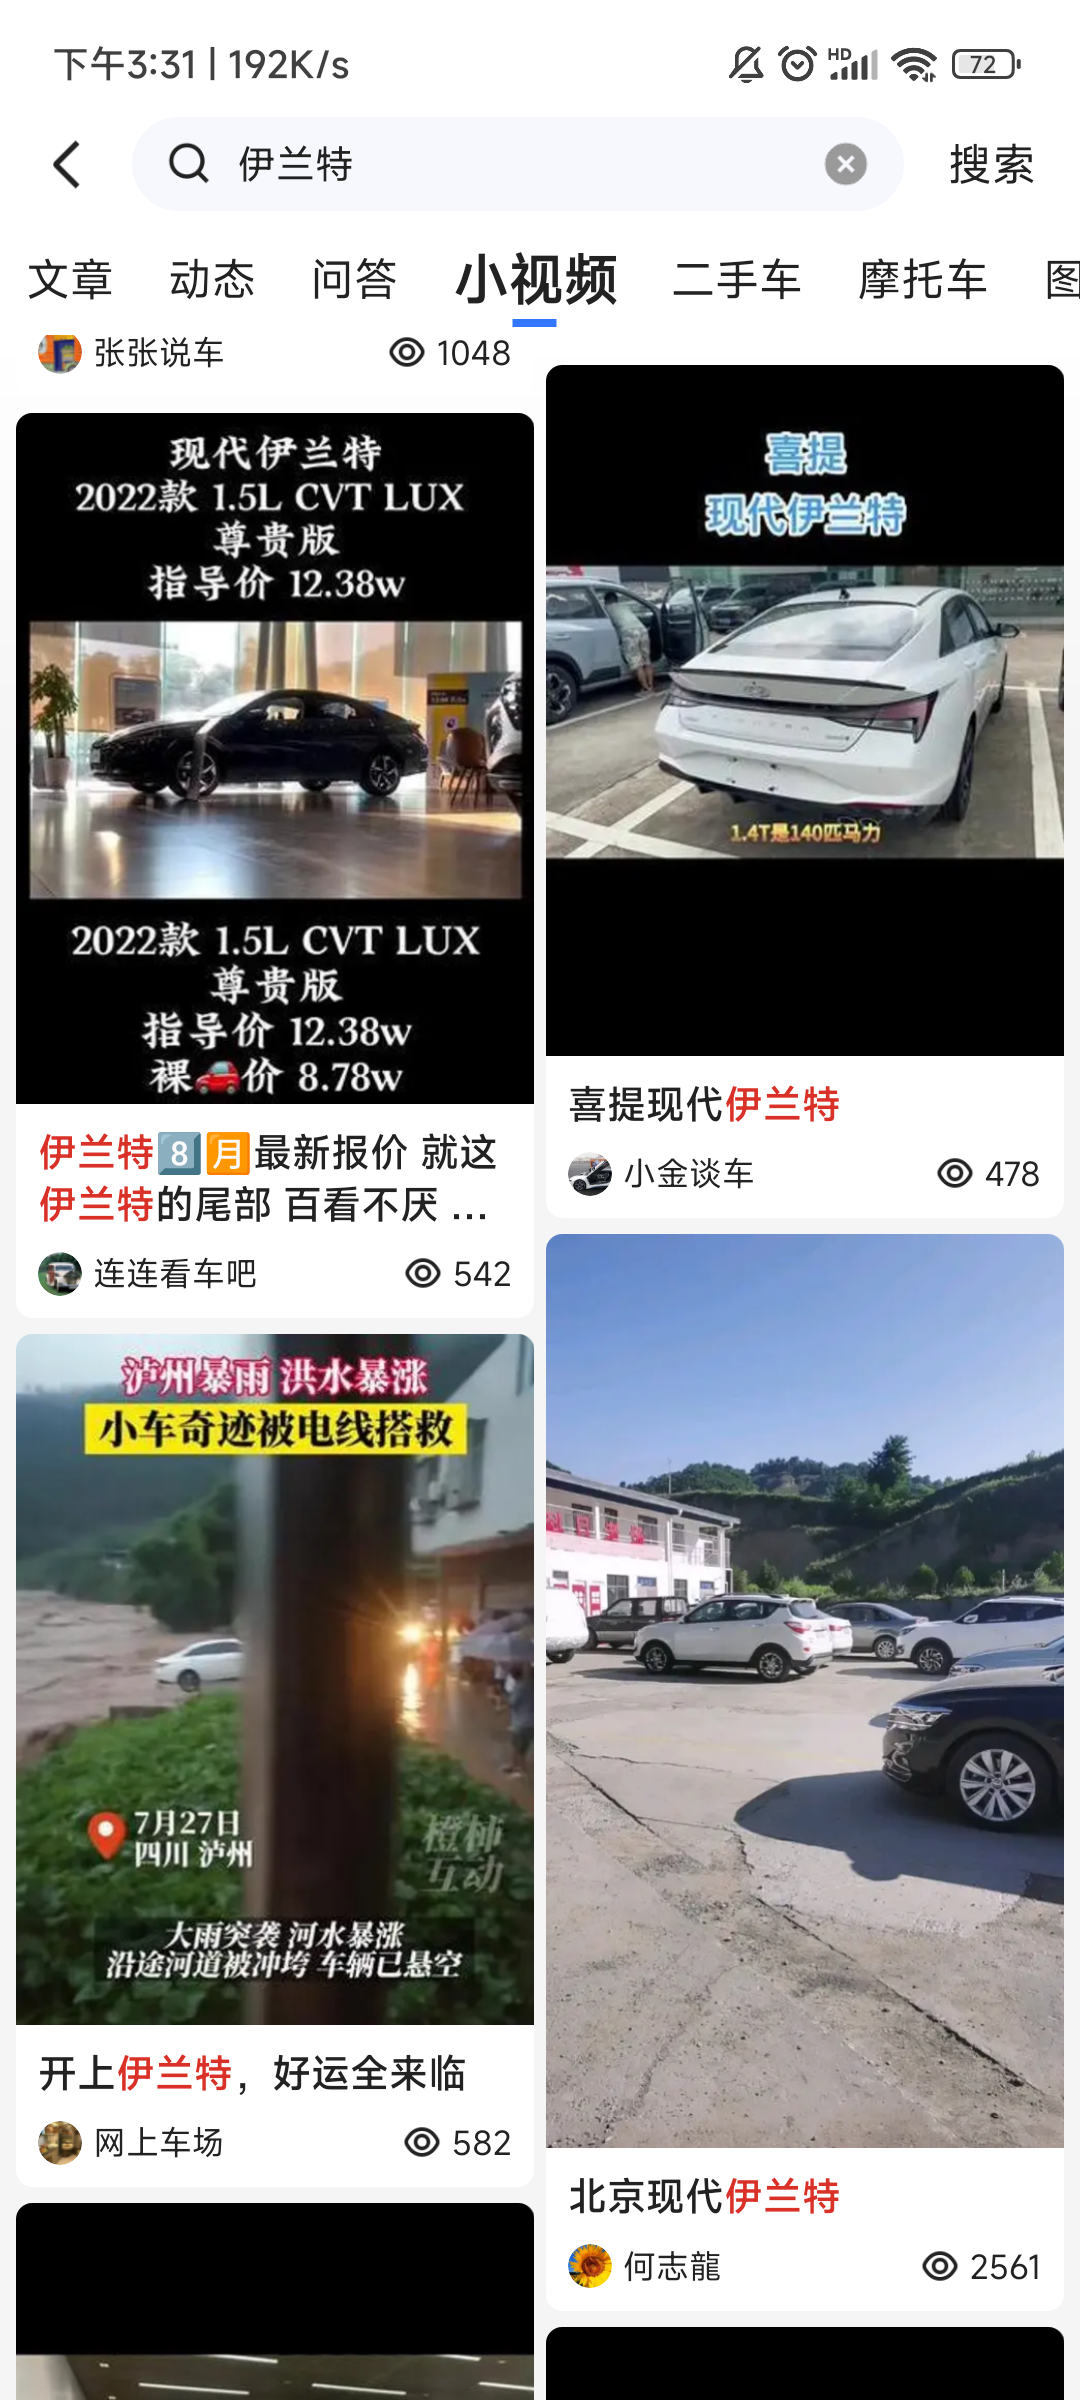 下午3:31 | 192K/s
HD
72
伊兰特
搜索
文章
动态
问答
小视频
二手车
摩托车
图
张张说车
1048
现代伊兰特
2022款 1.5L CVT LUX
尊贵版
指导价 12.38w
2022款 1.5L CVT LUX
尊贵版
指导价 12.38w
裸🚗价 8.78w
伊兰特8️⃣月最新报价 就这
伊兰特的尾部 百看不厌 ...
连连看车吧
542
喜提
现代伊兰特
1.4T是140匹马力
喜提现代伊兰特
小金谈车
478
泸州暴雨 洪水暴涨
小车奇迹被电线搭救
7月27日
四川 泸州
橙柿
互动
大雨突袭 河水暴涨
沿途河道被冲垮 车辆已悬空
开上伊兰特，好运全来临
网上车场
582
北京现代伊兰特
何志龍
2561